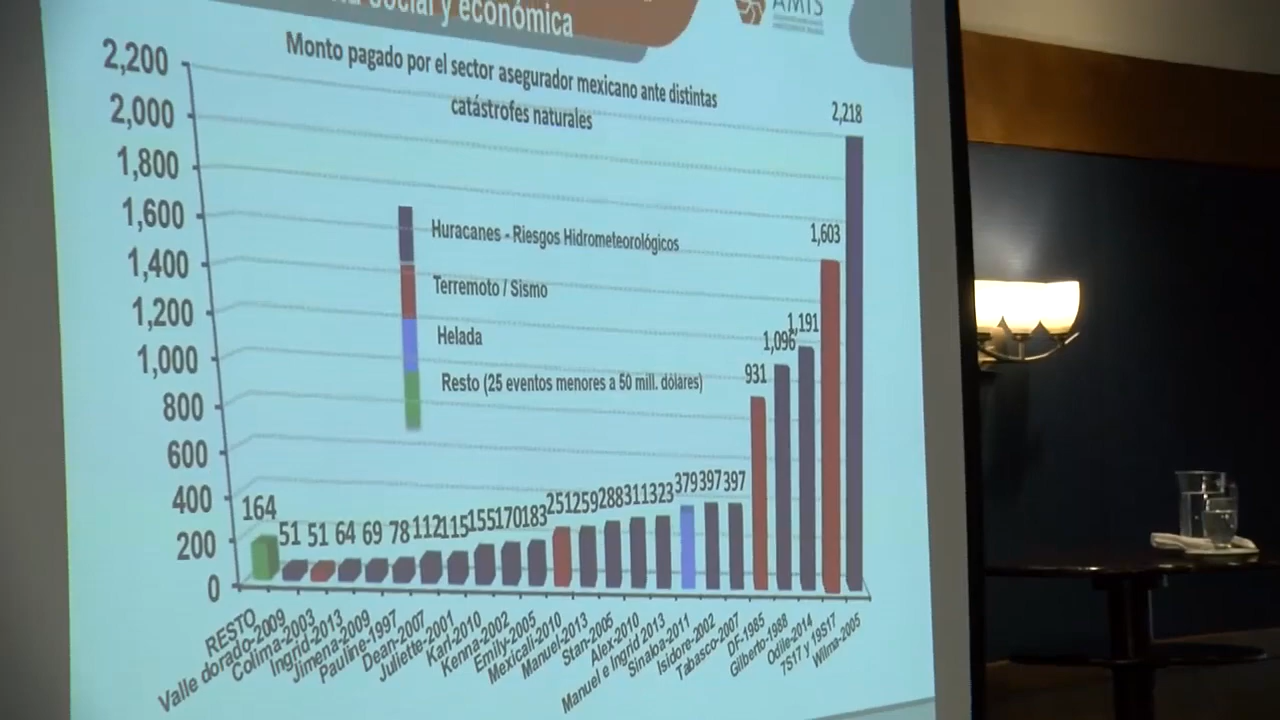 social y económica
AMIS
Monto pagado por el sector asegurador mexicano ante distintas
catástrofes naturales
2,200
2,000
1,800
1,600
1,400
1,200
1,000
800
600
400
200
0
Huracanes - Riesgos Hidrometeorológicos
Terremoto / Sismo
Helada
Resto (25 eventos menores a 50 mill. dólares)
164
51
51
64
69
78
112
115
155
170
183
251
259
288
311
323
379
397
397
931
1,096
1,191
1,603
2,218
RESTO
Valle dorado-2009
Colima-2003
Ingrid-2013
Jimena-2009
Pauline-1997
Dean-2007
Juliette-2001
Karl-2010
Kenna-2002
Emily-2005
Mexicali-2010
Manuel-2013
Stan-2005
Alex-2010
Manuel e Ingrid 2013
Sinaloa-2011
Isidore-2002
Tabasco-2007
DF-1985
Gilberto-1988
Odile-2014
7S17 y 19S17
Wilma-2005